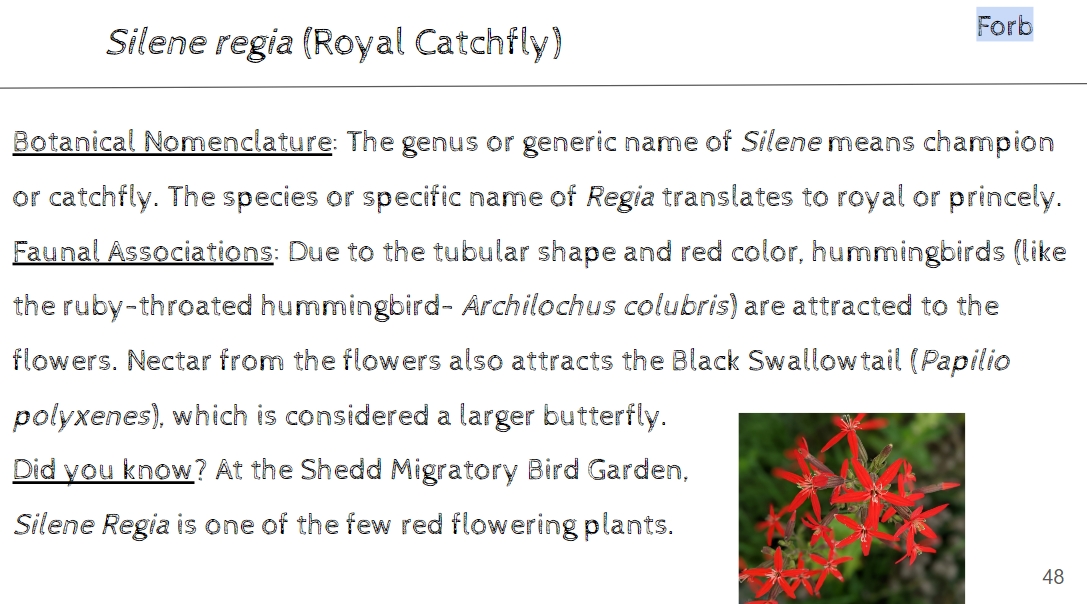 Silene regia (Royal Catchfly)
Forb
Botanical Nomenclature: The genus or generic name of Silene means champion
or catchfly. The species or specific name of Regia translates to royal or princely.
Faunal Associations: Due to the tubular shape and red color, hummingbirds (like
the ruby-throated hummingbird- Archilochus colubris) are attracted to the
flowers. Nectar from the flowers also attracts the Black Swallowtail (Papilio
polyxenes), which is considered a larger butterfly.
Did you know? At the Shedd Migratory Bird Garden,
Silene Regia is one of the few red flowering plants.
48